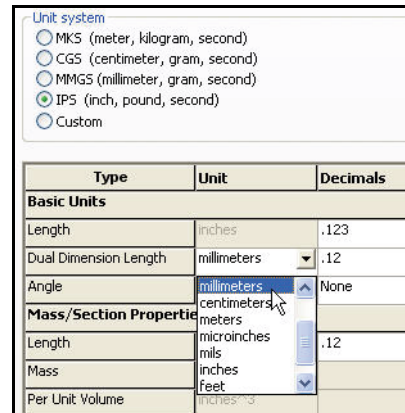 Unit system
MKS (meter, kilogram, second)
CGS (centimeter, gram, second)
MMGS (millimeter, gram, second)
IPS (inch, pound, second)
Custom
Type Unit Decimals
Basic Units
Length inches .123
Dual Dimension Length millimeters .12
Angle millimeters None
centimeters
Mass/Section Propertie
meters
microinches
Length mils .12
inches
Mass feet
Per Unit Volume inches^3